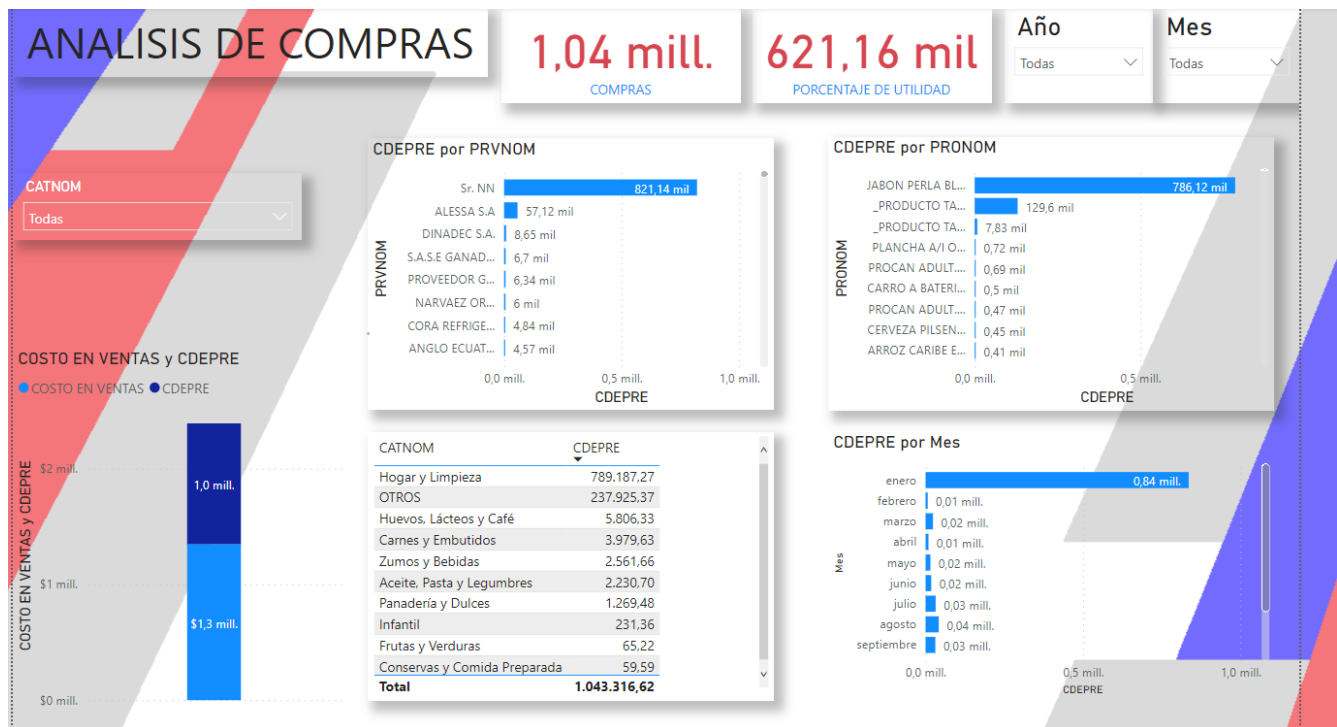 ANALISIS DE COMPRAS
1,04 mill.
COMPRAS
621,16 mil
PORCENTAJE DE UTILIDAD
Año
Todas
Mes
Todas
CATNOM
Todas
CDEPRE por PRVNOM
PRVNOM
Sr. NN 821,14 mil
ALESSA S.A 57,12 mil
DINADEC S.A. 8,65 mil
S.A.S.E GANAD... 6,7 mil
PROVEEDOR G... 6,34 mil
NARVAEZ OR... 6 mil
CORA REFRIGE... 4,84 mil
ANGLO ECUAT... 4,57 mil
0,0 mill. 0,5 mill. 1,0 mill.
CDEPRE
CDEPRE por PRONOM
PRONOM
JABON PERLA BL... 786,12 mil
_PRODUCTO TA... 129,6 mil
_PRODUCTO TA... 7,83 mil
PLANCHA A/I O... 0,72 mil
PROCAN ADULT.... 0,69 mil
CARRO A BATERI... 0,5 mil
PROCAN ADULT.... 0,47 mil
CERVEZA PILSEN... 0,45 mil
ARROZ CARIBE E... 0,41 mil
0,0 mill. 0,5 mill.
CDEPRE
COSTO EN VENTAS y CDEPRE
COSTO EN VENTAS CDEPRE
COSTO EN VENTAS y CDEPRE
$2 mill.
1,0 mill.
$1 mill.
$1,3 mill.
$0 mill.
CATNOM CDEPRE
Hogar y Limpieza 789.187,27
OTROS 237.925,37
Huevos, Lácteos y Café 5.806,33
Carnes y Embutidos 3.979,63
Zumos y Bebidas 2.561,66
Aceite, Pasta y Legumbres 2.230,70
Panadería y Dulces 1.269,48
Infantil 231,36
Frutas y Verduras 65,22
Conservas y Comida Preparada 59,59
Total 1.043.316,62
CDEPRE por Mes
Mes
enero 0,84 mill.
febrero 0,01 mill.
marzo 0,02 mill.
abril 0,01 mill.
mayo 0,02 mill.
junio 0,02 mill.
julio 0,03 mill.
agosto 0,04 mill.
septiembre 0,03 mill.
0,0 mill. 0,5 mill. 1,0 mill.
CDEPRE